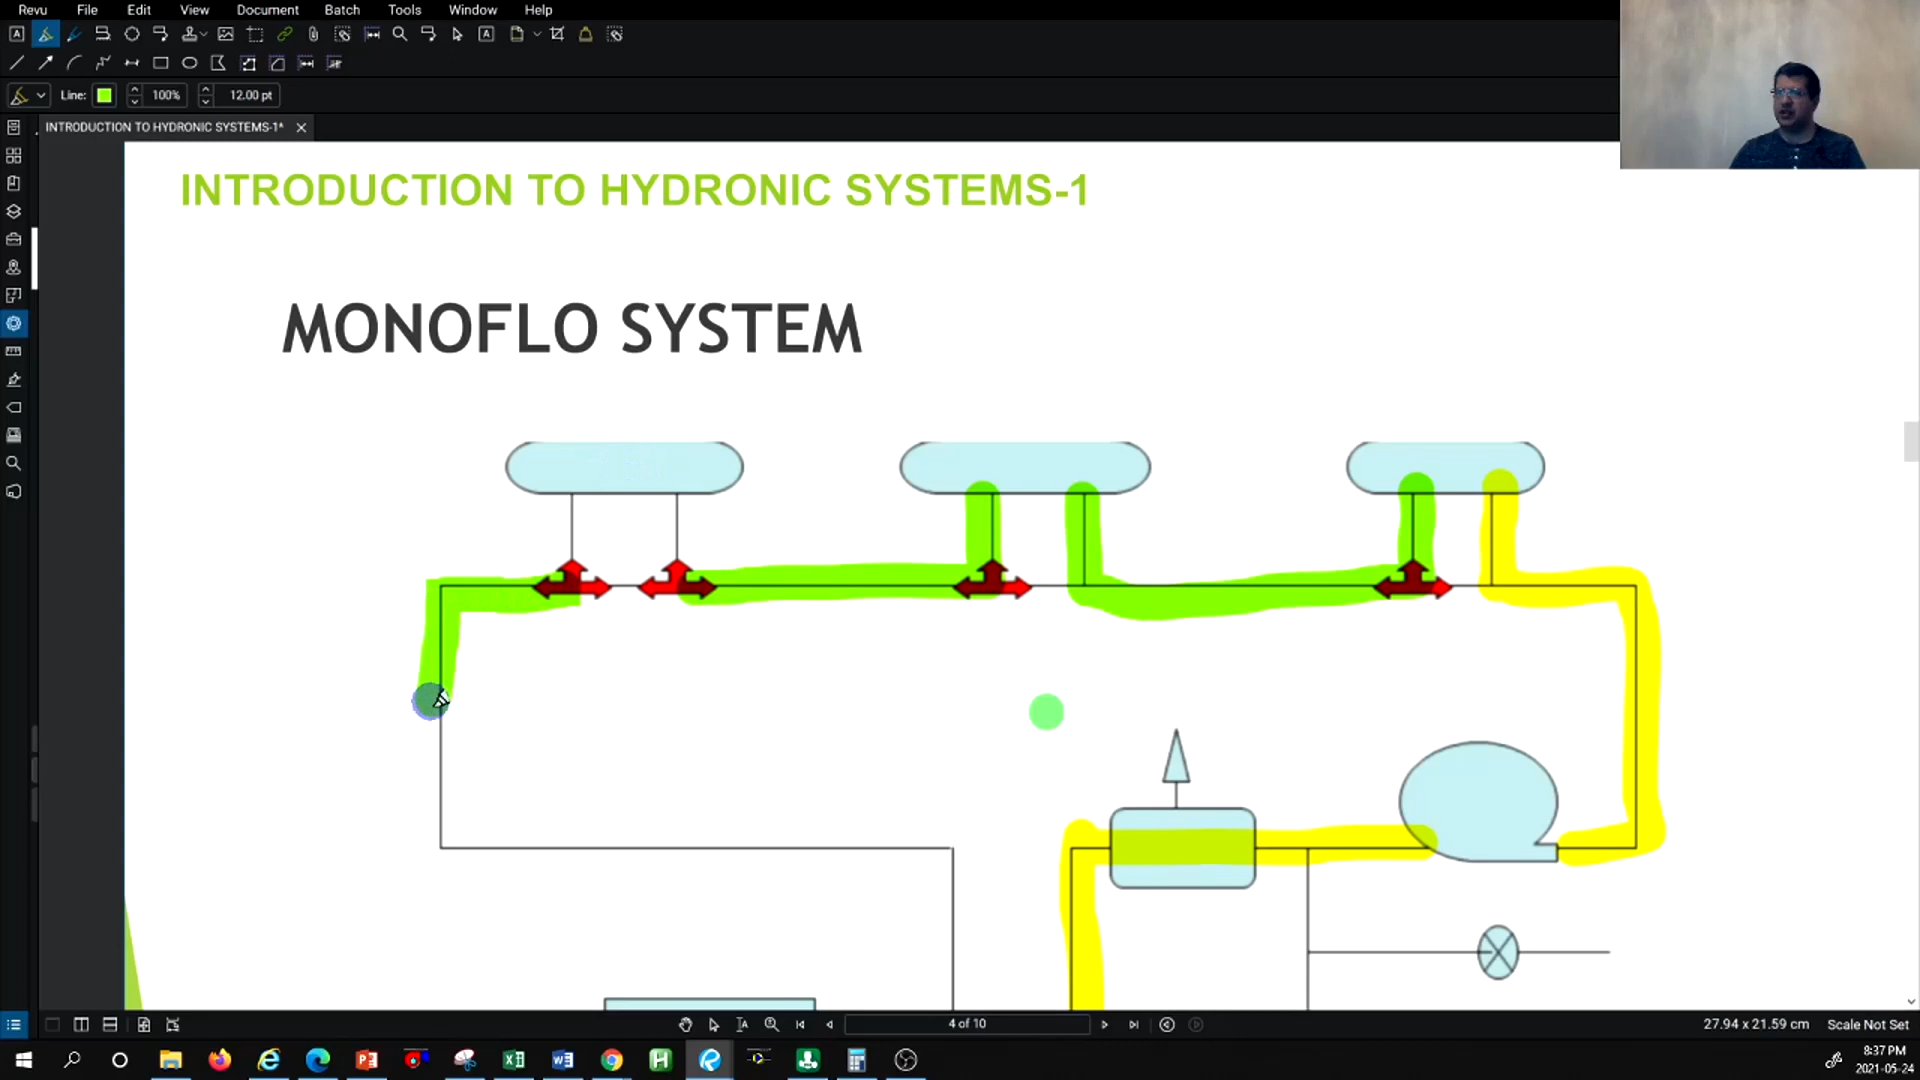 Revu File Edit View Document Batch Tools Window Help
Line: 100% 12.00 pt
INTRODUCTION TO HYDRONIC SYSTEMS-1*
INTRODUCTION TO HYDRONIC SYSTEMS-1
MONOFLO SYSTEM
4 of 10
27.94 x 21.59 cm Scale Not Set
8:37 PM
2021-05-24